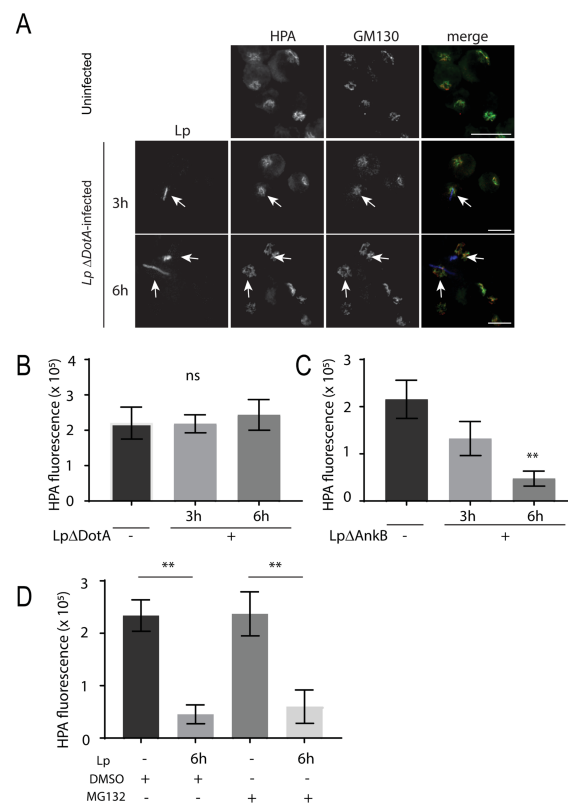 A
HPA GM130 merge
Uninfected
Lp
Lp ΔDotA-infected
3h
6h
B
HPA fluorescence (x 10⁵)
4
3
2
1
0
ns
3h 6h
LpΔDotA - +
C
HPA fluorescence (x 10⁵)
3
2
1
0
**
3h 6h
LpΔAnkB - +
D
HPA fluorescence (x 10⁵)
3
2
1
0
** **
Lp - 6h - 6h
DMSO + + - -
MG132 - - + +